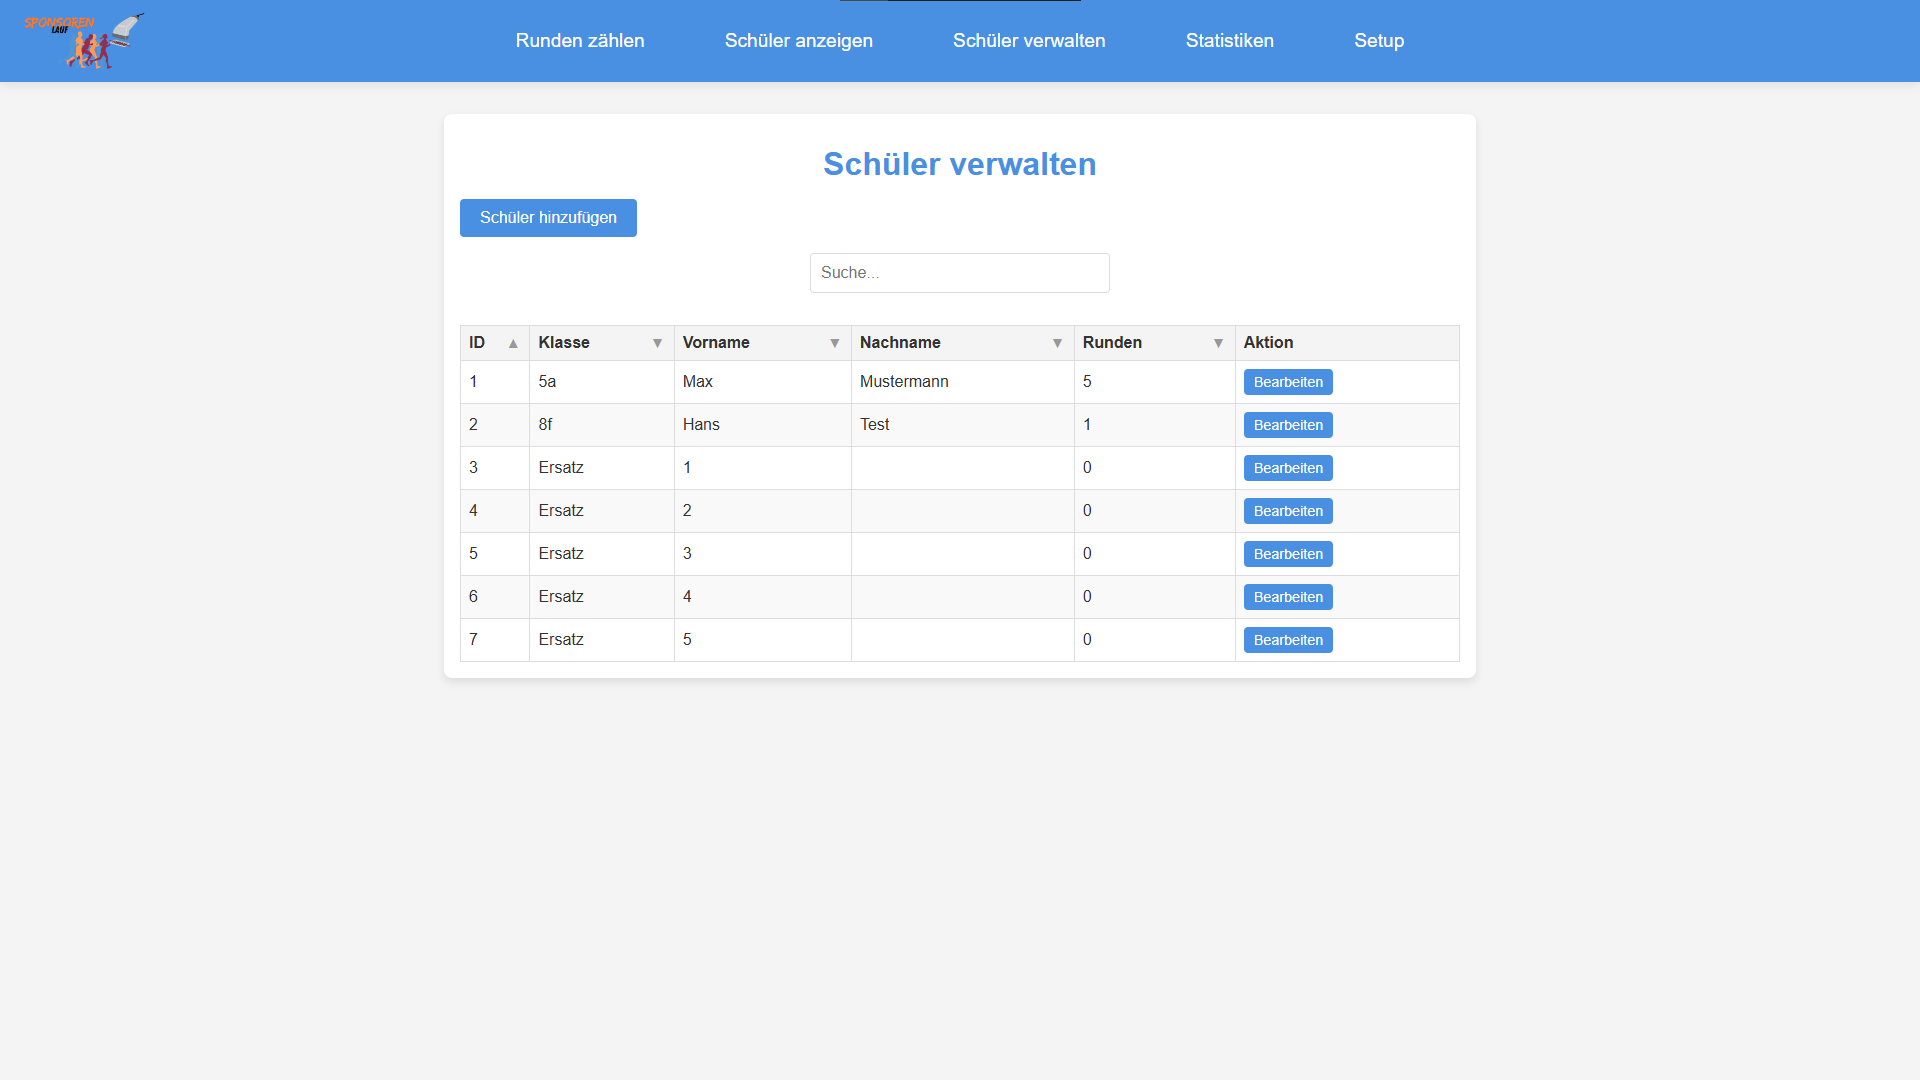 SPONSOREN
LAUF
Runden zählen Schüler anzeigen Schüler verwalten Statistiken Setup
Schüler verwalten
Schüler hinzufügen
Suche...
ID ▲ Klasse ▼ Vorname ▼ Nachname ▼ Runden ▼ Aktion
1 5a Max Mustermann 5 Bearbeiten
2 8f Hans Test 1 Bearbeiten
3 Ersatz 1 0 Bearbeiten
4 Ersatz 2 0 Bearbeiten
5 Ersatz 3 0 Bearbeiten
6 Ersatz 4 0 Bearbeiten
7 Ersatz 5 0 Bearbeiten